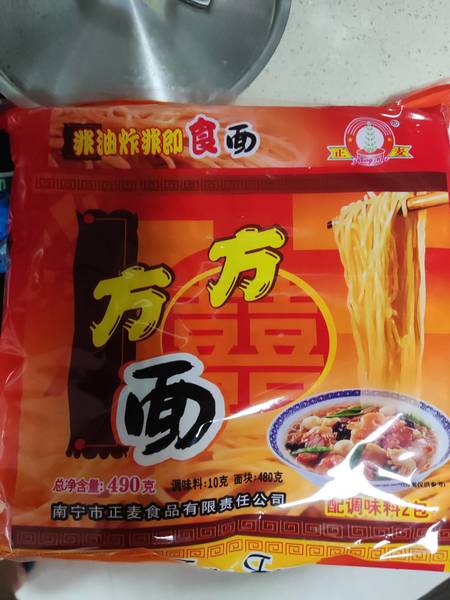 非油炸非即食面
正麦
®
方方
面
囍
总净含量:490克 调味料:10克 面块:480克
南宁市正麦食品有限责任公司
配调味料2包